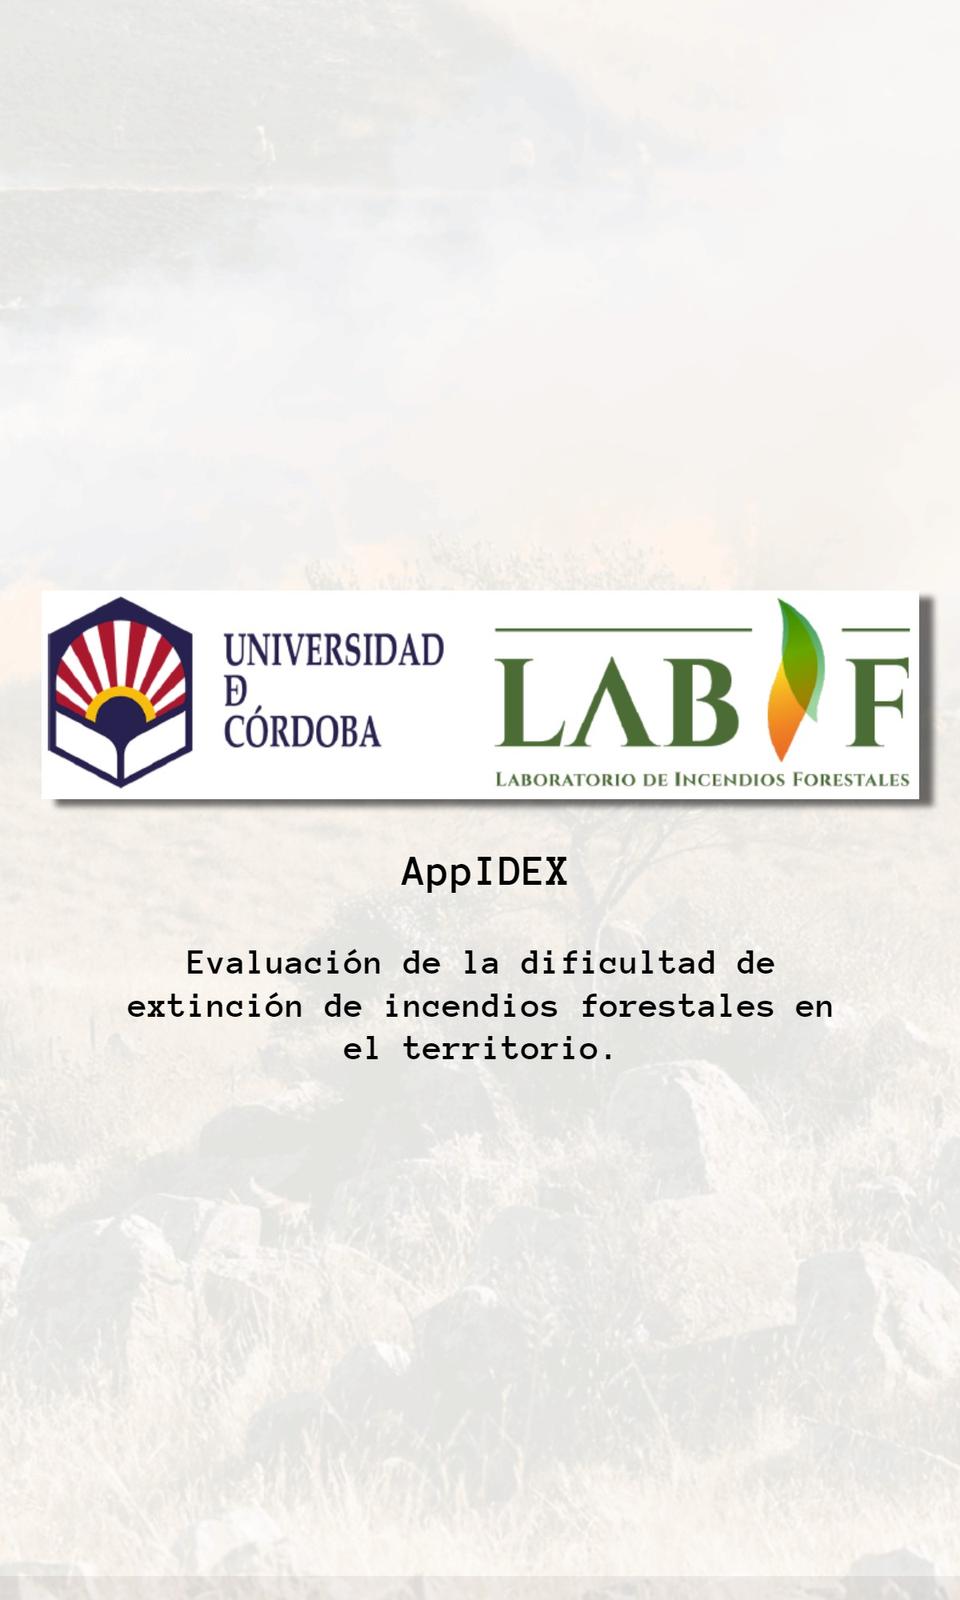 UNIVERSIDAD
Ð
CÓRDOBA
LAB F
LABORATORIO DE INCENDIOS FORESTALES
AppIDEX
Evaluación de la dificultad de
extinción de incendios forestales en
el territorio.